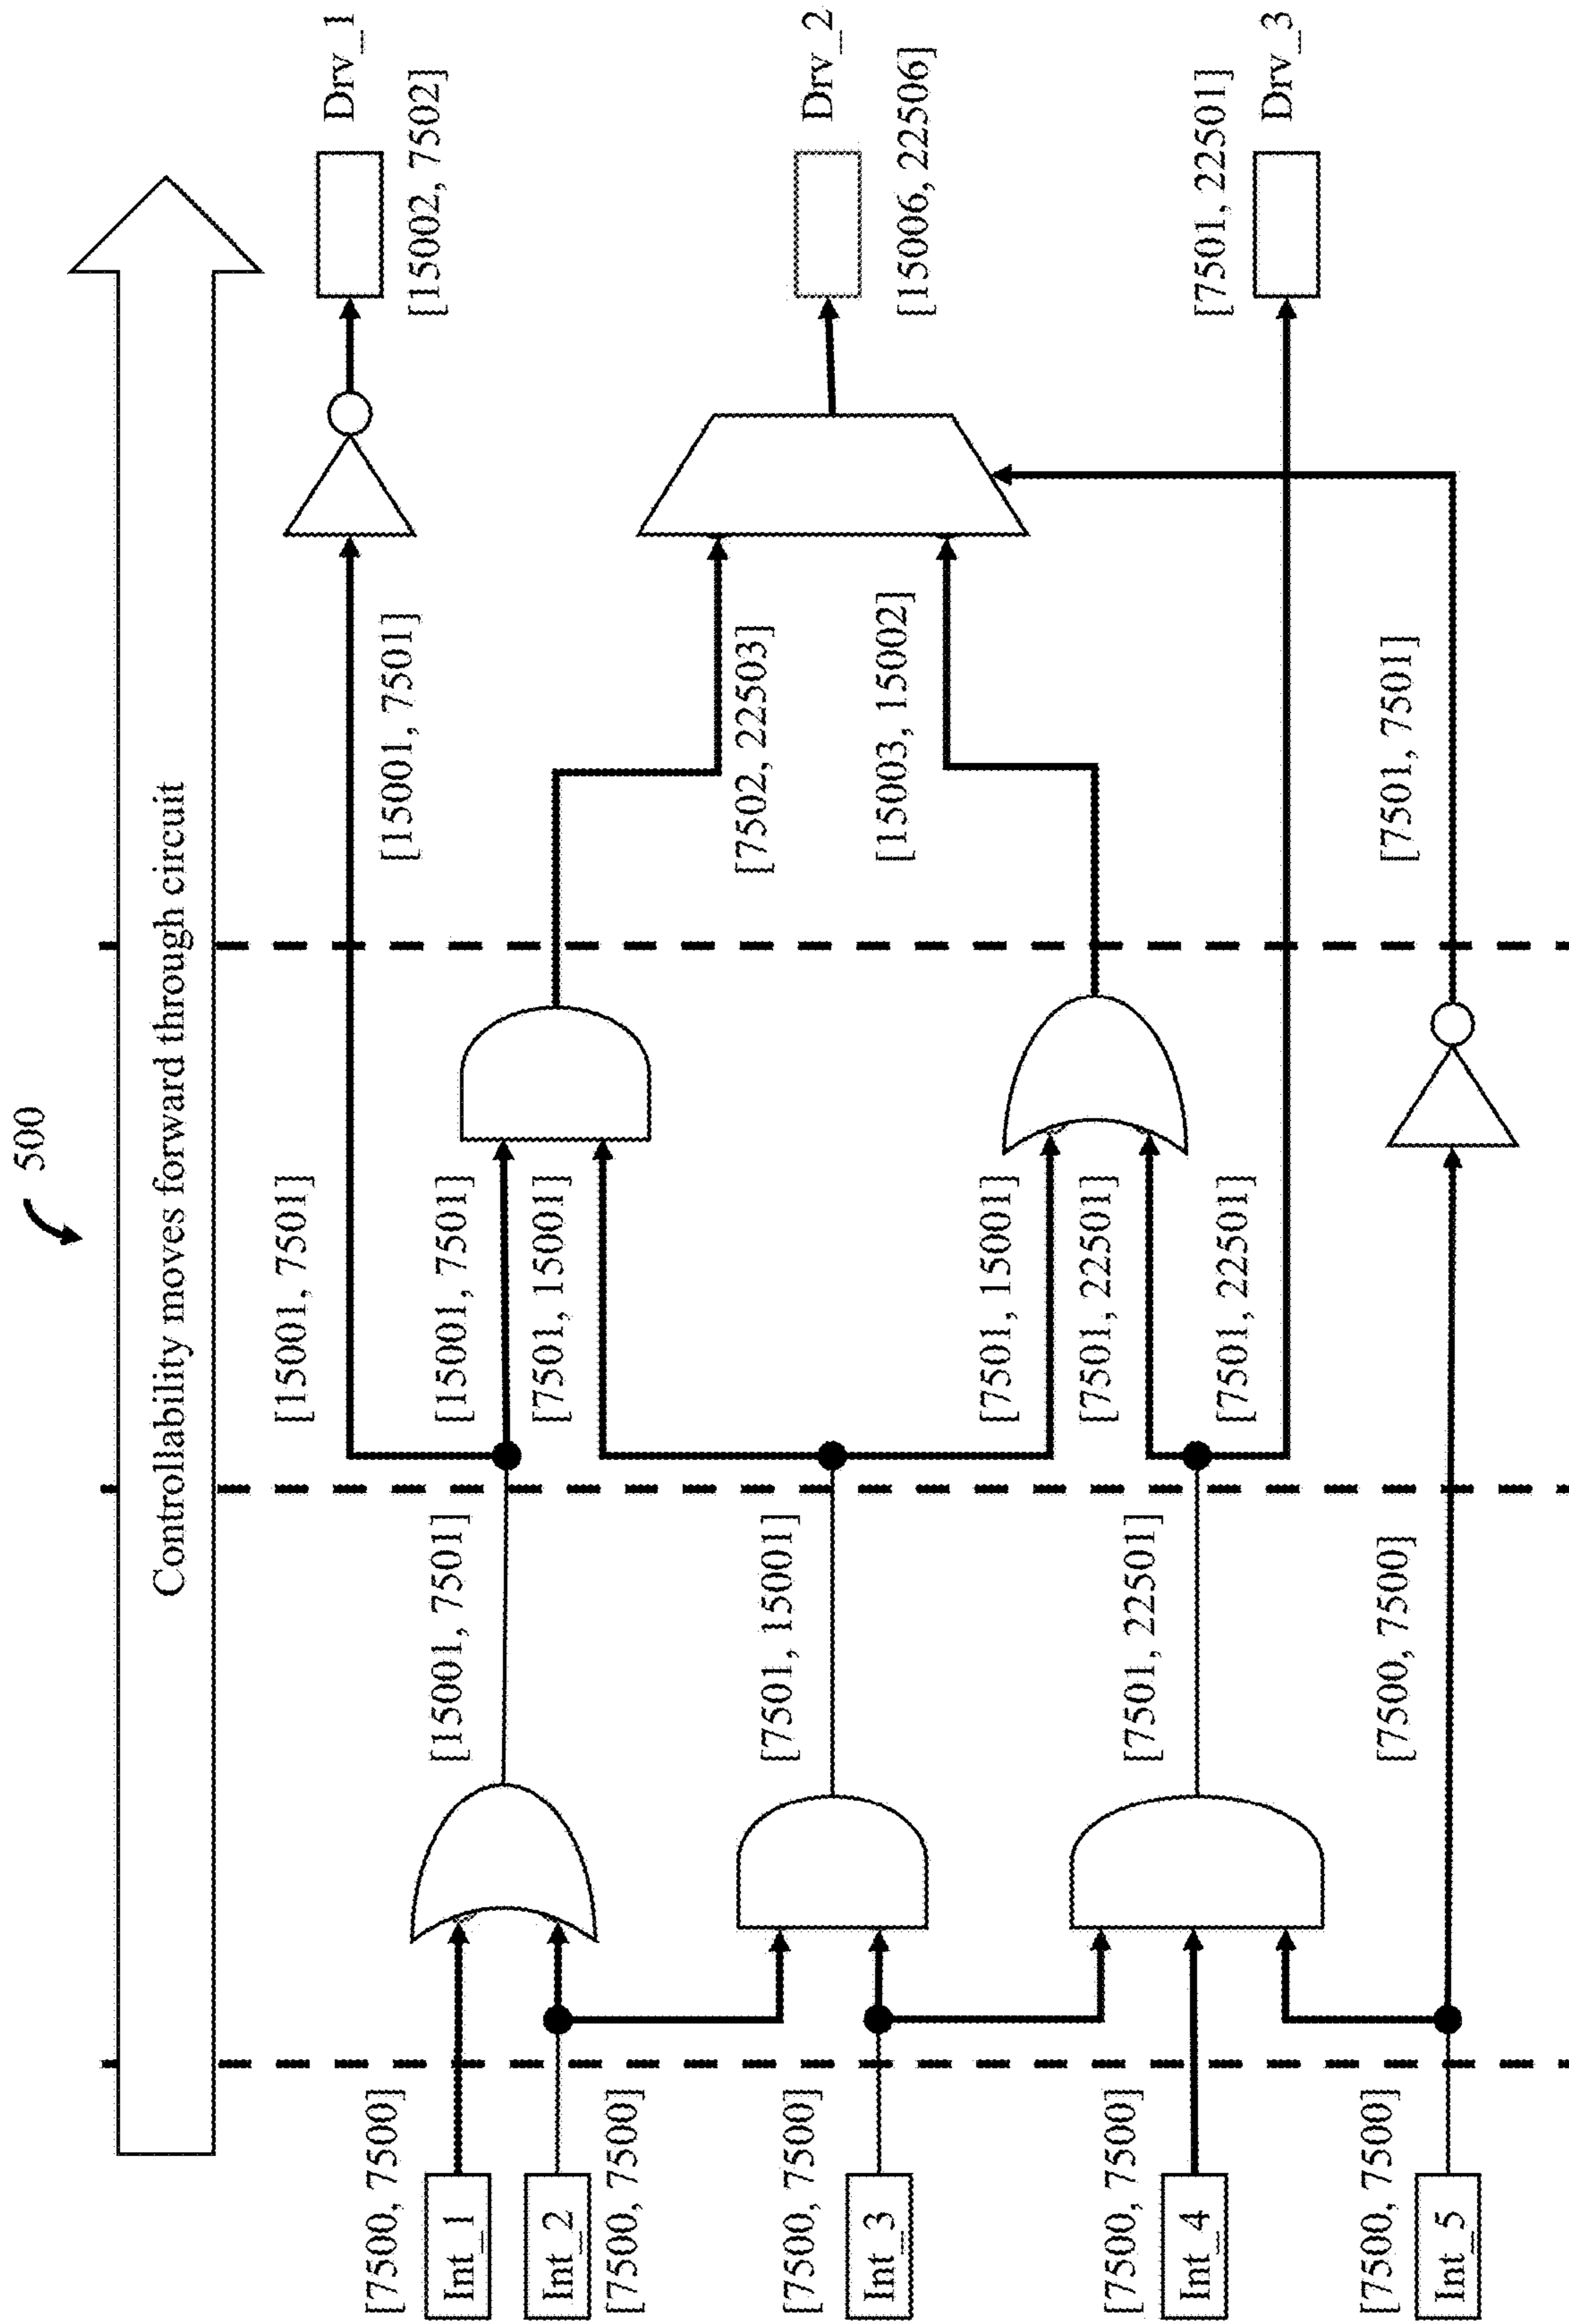 500
Controllability moves forward through circuit
[7500, 7500]
Int_1
Int_2
[7500, 7500]
[7500, 7500]
Int_3
[7500, 7500]
Int_4
[7500, 7500]
Int_5
[15001, 7501]
[7501, 15001]
[7501, 22501]
[7500, 7500]
[15001, 7501]
[15001, 7501]
[7501, 15001]
[7501, 15001]
[7501, 22501]
[7501, 22501]
[15001, 7501]
[7502, 22503]
[15003, 15002]
[7501, 7501]
Drv_1
[15002, 7502]
Drv_2
[15006, 22506]
[7501, 22501]
Drv_3